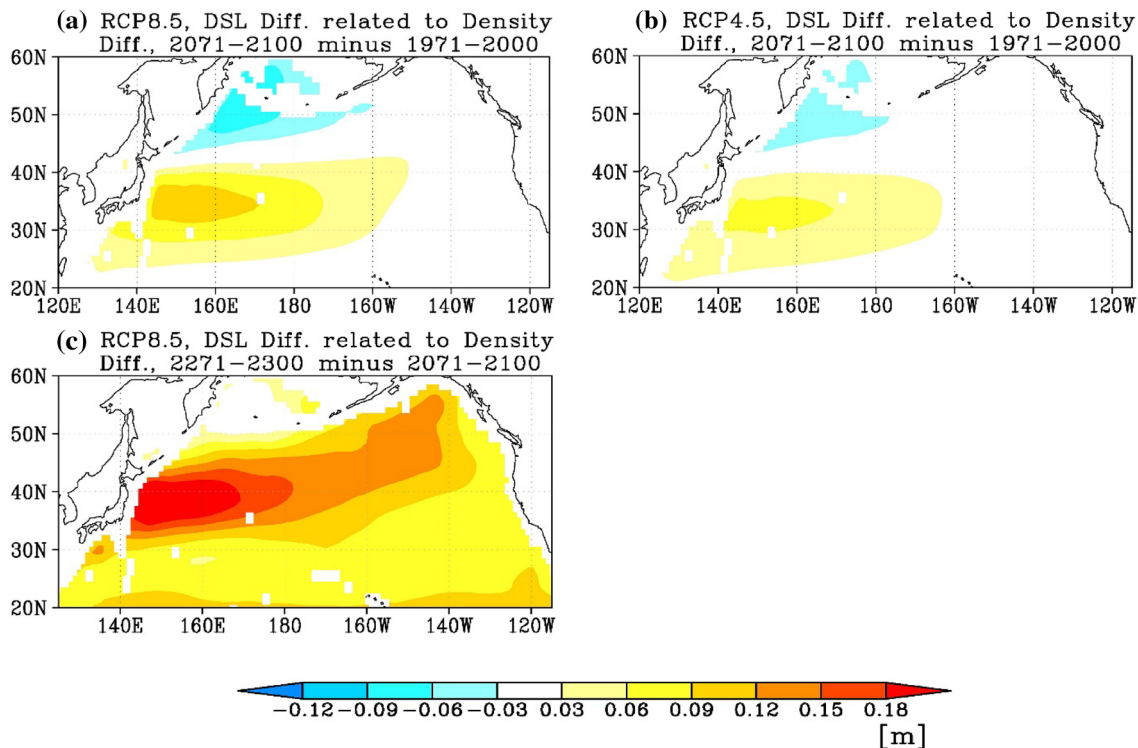 (a) RCP8.5, DSL Diff. related to Density
Diff., 2071−2100 minus 1971−2000
60N
50N
40N
30N
20N
120E 140E 160E 180 160W 140W 120W
(b) RCP4.5, DSL Diff. related to Density
Diff., 2071−2100 minus 1971−2000
60N
50N
40N
30N
20N
120E 140E 160E 180 160W 140W 120W
(c) RCP8.5, DSL Diff. related to Density
Diff., 2271−2300 minus 2071−2100
60N
50N
40N
30N
20N
140E 160E 180 160W 140W 120W
−0.12 −0.09 −0.06 −0.03 0.03 0.06 0.09 0.12 0.15 0.18
[m]